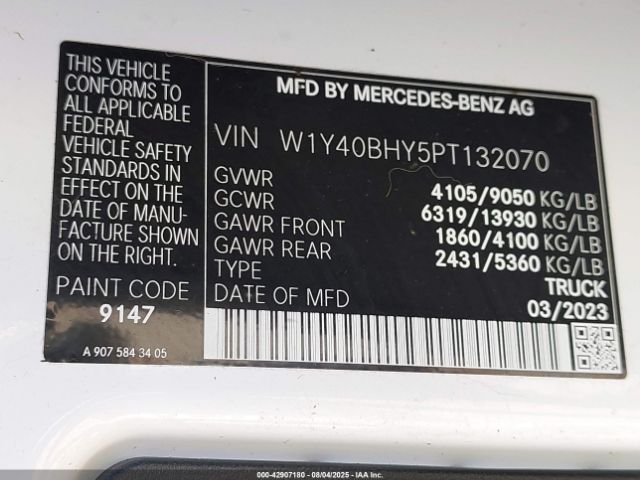 THIS VEHICLE
CONFORMS TO
ALL APPLICABLE
FEDERAL
VEHICLE SAFETY
STANDARDS IN
EFFECT ON THE
DATE OF MANU-
FACTURE SHOWN
ON THE RIGHT.
PAINT CODE
9147
A 907 584 34 05
MFD BY MERCEDES-BENZ AG
VIN W1Y40BHY5PT132070
GVWR 4105/9050 KG/LB
GCWR 6319/13930 KG/LB
GAWR FRONT 1860/4100 KG/LB
GAWR REAR 2431/5360 KG/LB
TYPE TRUCK
DATE OF MFD 03/2023
000-42907180 - 08/04/2025 - IAA Inc.